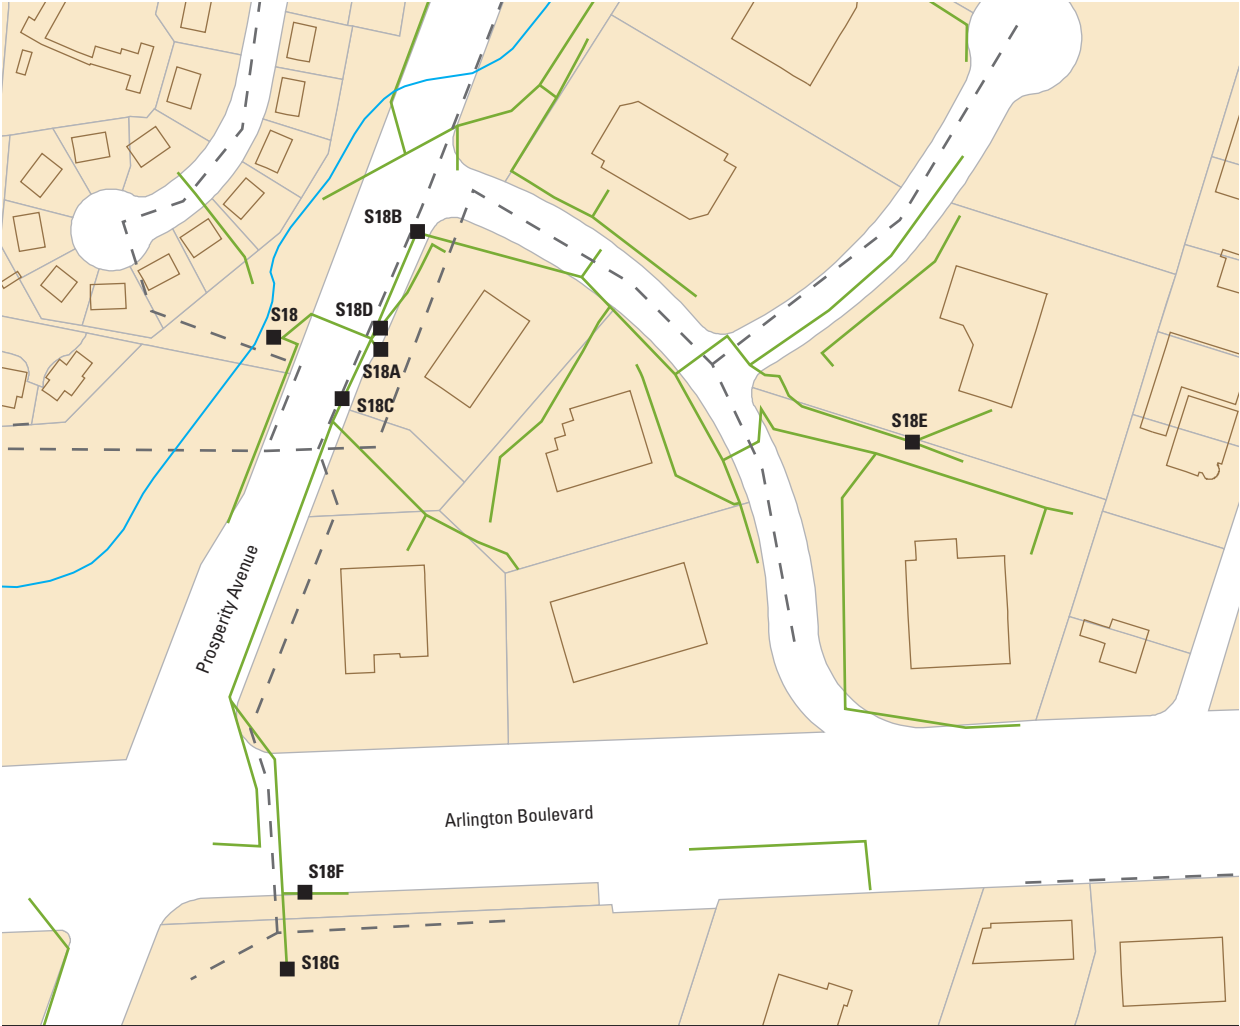 S18B
S18
S18D
S18A
S18C
S18E
Prosperity Avenue
Arlington Boulevard
S18F
S18G